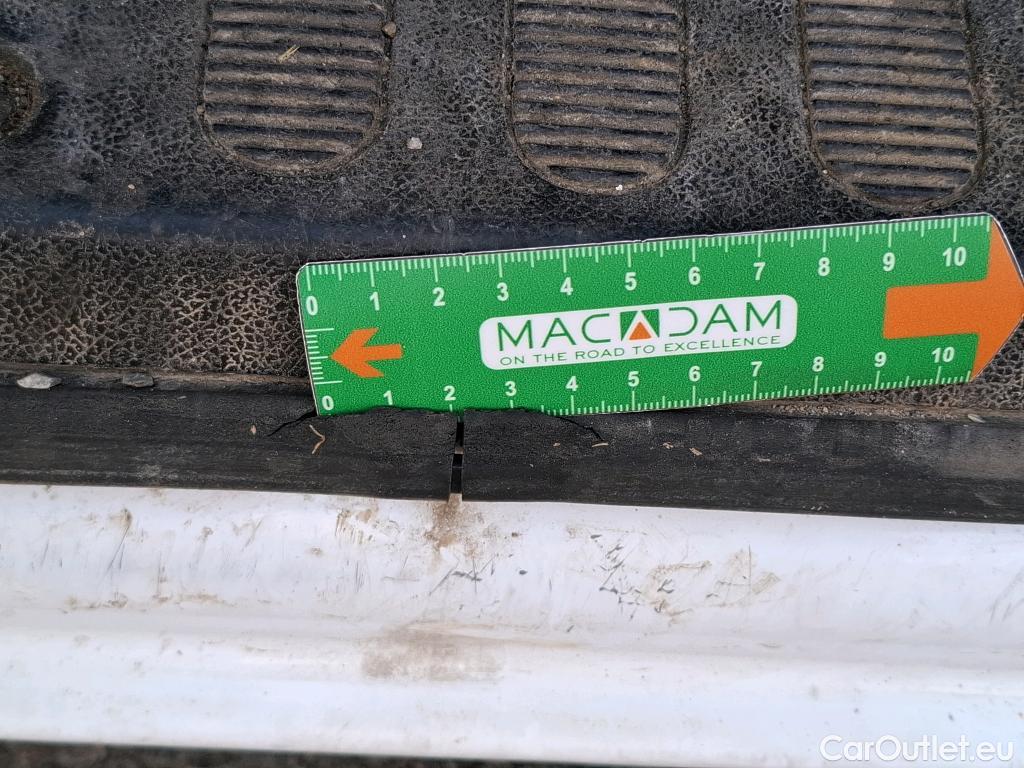 0 1 2 3 4 5 6 7 8 9 10
MACADAM
ON THE ROAD TO EXCELLENCE
0 1 2 3 4 5 6 7 8 9 10
CarOutlet.eu